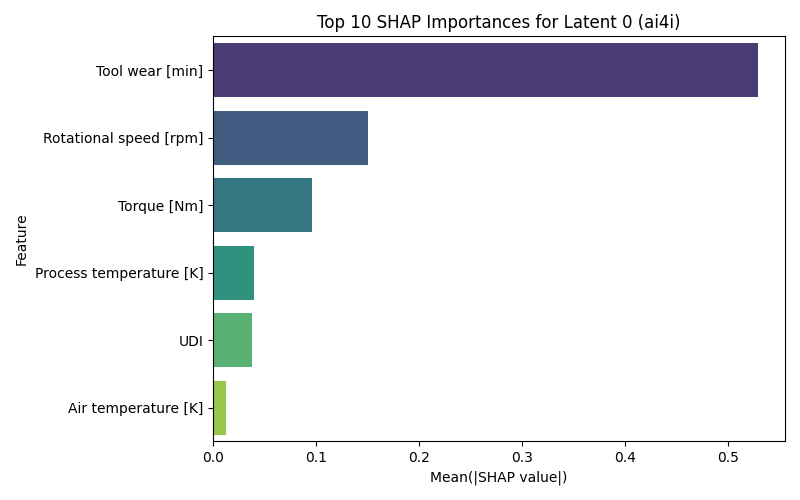 Top 10 SHAP Importances for Latent 0 (ai4i)
Feature
Tool wear [min]
Rotational speed [rpm]
Torque [Nm]
Process temperature [K]
UDI
Air temperature [K]
0.0 0.1 0.2 0.3 0.4 0.5
Mean(|SHAP value|)